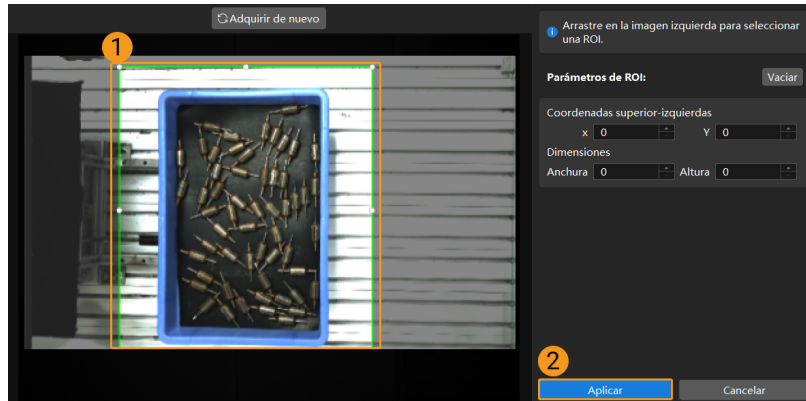 Adquirir de nuevo
1
Arrastre en la imagen izquierda para seleccionar
una ROI.
Parámetros de ROI:
Vaciar
Coordenadas superior-izquierdas
x 0 Y 0
Dimensiones
Anchura 0 Altura 0
2
Aplicar Cancelar